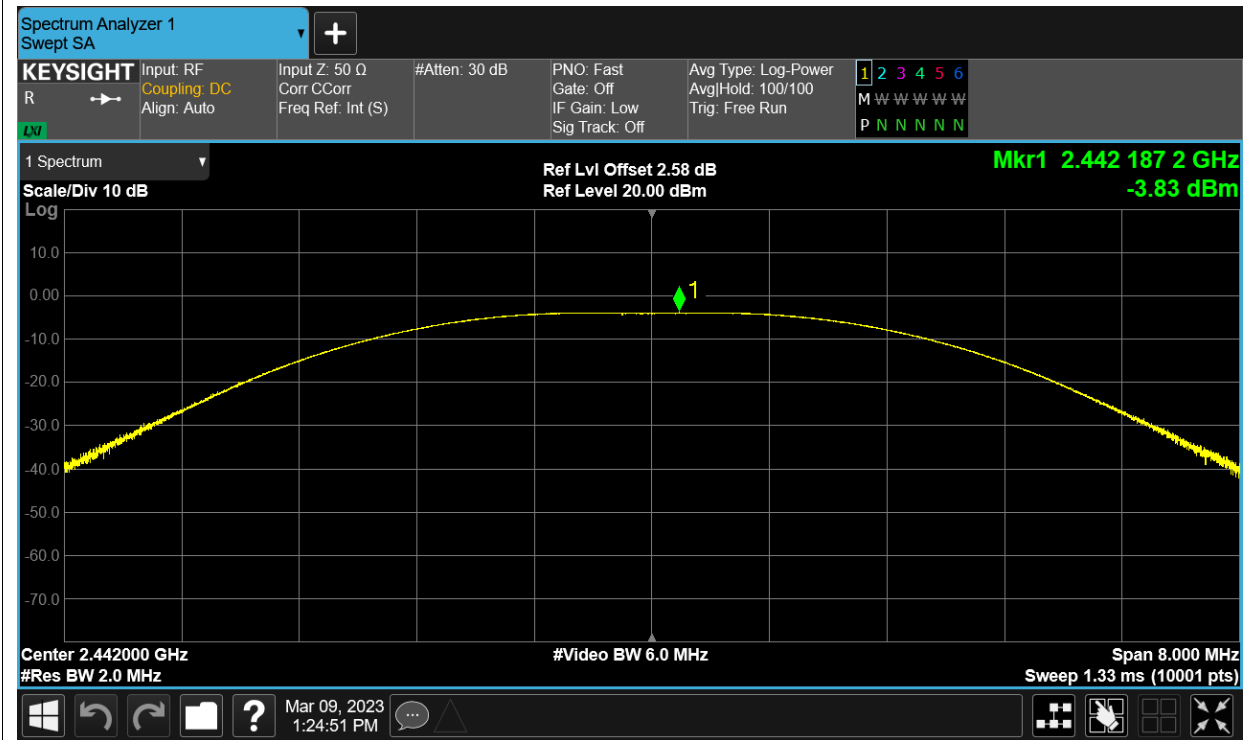 Spectrum Analyzer 1
Swept SA
KEYSIGHT
R
LXI
Input: RF
Coupling: DC
Align: Auto
Input Z: 50 Ω
Corr CCorr
Freq Ref: Int (S)
#Atten: 30 dB
PNO: Fast
Gate: Off
IF Gain: Low
Sig Track: Off
Avg Type: Log-Power
Avg|Hold: 100/100
Trig: Free Run
1 2 3 4 5 6
M W W W W W
P N N N N N
1 Spectrum
Scale/Div 10 dB
Log
Ref Lvl Offset 2.58 dB
Ref Level 20.00 dBm
Mkr1 2.442 187 2 GHz
-3.83 dBm
10.0
0.00
-10.0
-20.0
-30.0
-40.0
-50.0
-60.0
-70.0
1
Center 2.442000 GHz
#Res BW 2.0 MHz
#Video BW 6.0 MHz
Span 8.000 MHz
Sweep 1.33 ms (10001 pts)
?
Mar 09, 2023
1:24:51 PM